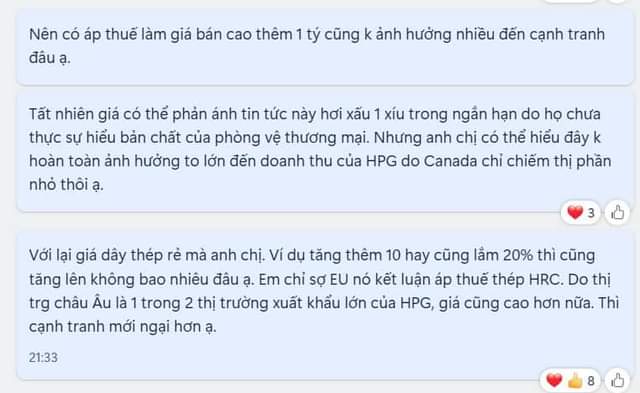 Nên có áp thuế làm giá bán cao thêm 1 tý cũng k ảnh hưởng nhiều đến cạnh tranh
đâu ạ.
Tất nhiên giá có thể phản ánh tin tức này hơi xấu 1 xíu trong ngắn hạn do họ chưa
thực sự hiểu bản chất của phòng vệ thương mại. Nhưng anh chị có thể hiểu đây k
hoàn toàn ảnh hưởng to lớn đến doanh thu của HPG do Canada chỉ chiếm thị phần
nhỏ thôi ạ.
3
Với lại giá dây thép rẻ mà anh chị. Ví dụ tăng thêm 10 hay cũng lắm 20% thì cũng
tăng lên không bao nhiêu đâu ạ. Em chỉ sợ EU nó kết luận áp thuế thép HRC. Do thị
trg châu Âu là 1 trong 2 thị trường xuất khẩu lớn của HPG, giá cũng cao hơn nữa. Thì
cạnh tranh mới ngại hơn ạ.
21:33
8